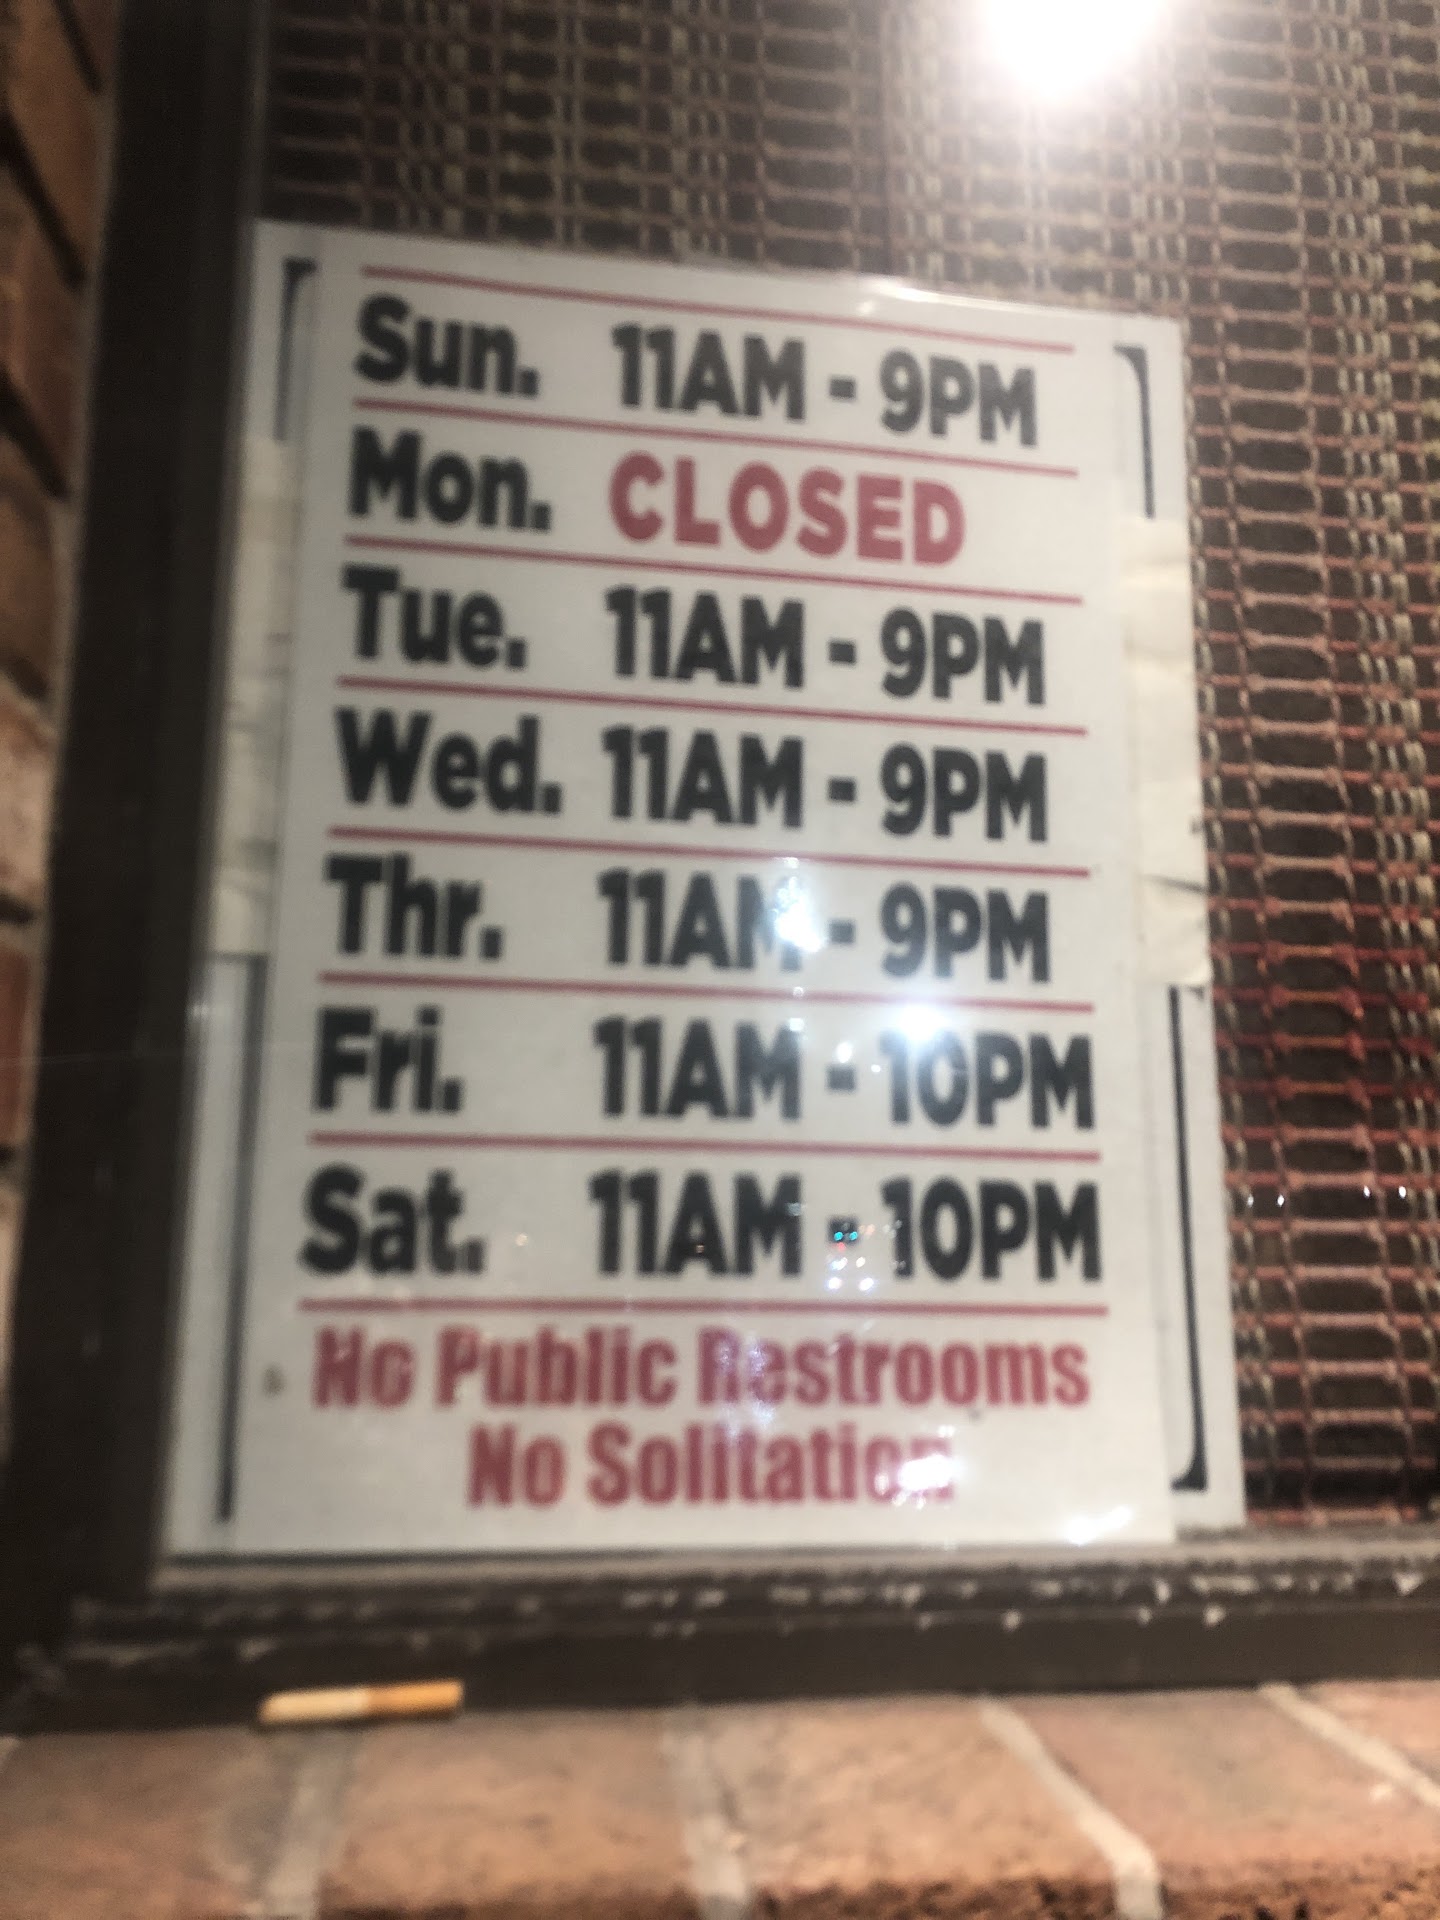 Sun. 11AM - 9PM
Mon. CLOSED
Tue. 11AM - 9PM
Wed. 11AM - 9PM
Thr. 11AM - 9PM
Fri. 11AM - 10PM
Sat. 11AM - 10PM
No Public Restrooms
No Solitation